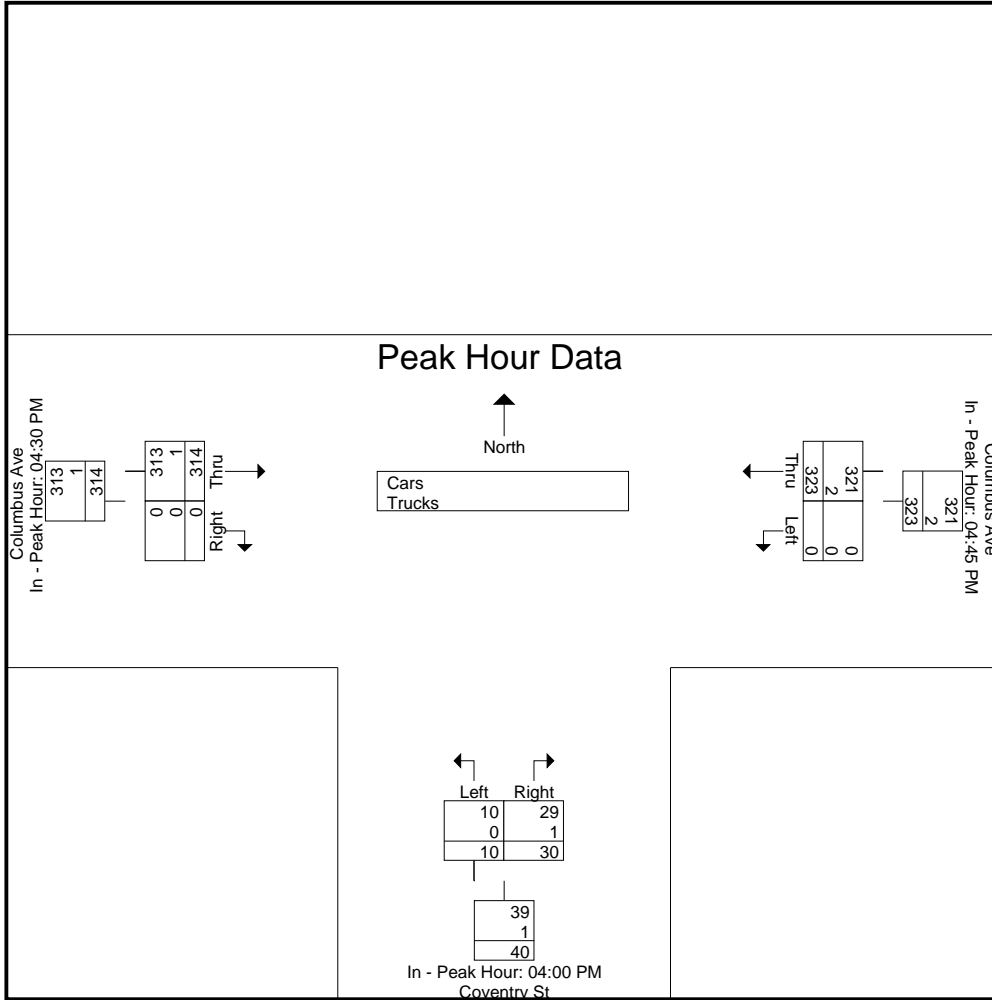 Peak Hour Data
North
Cars
Trucks
Columbus Ave
In - Peak Hour: 04:30 PM
313
1
314
313
1
314
Thru
0
0
0
Right
Thru
321
2
323
Left
0
0
0
321
2
323
In - Peak Hour: 04:45 PM
Columbus Ave
Left Right
10 29
0 1
10 30
39
1
40
In - Peak Hour: 04:00 PM
Coventry St